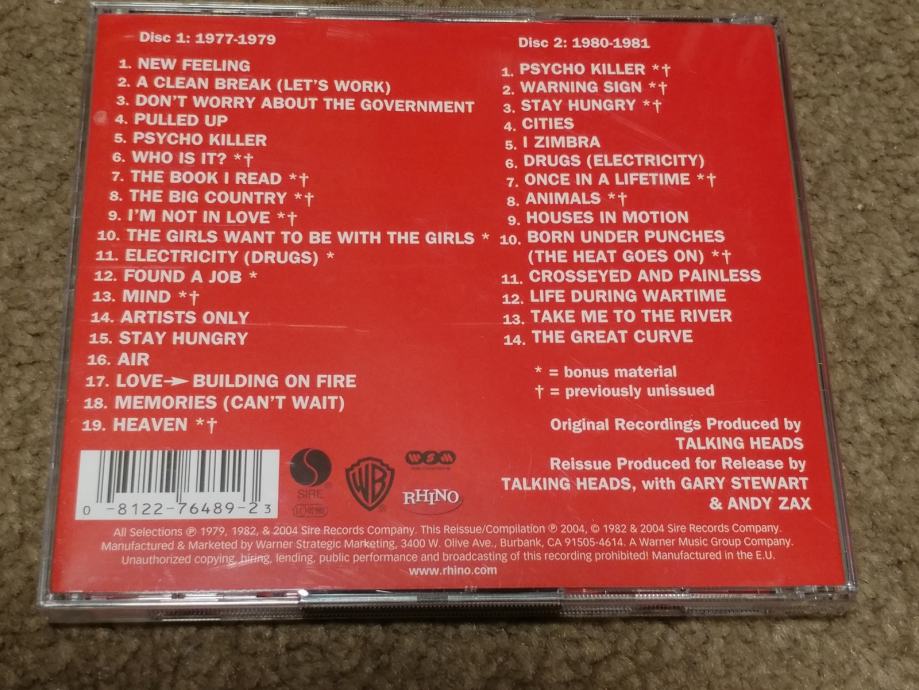 Disc 1: 1977-1979
1. NEW FEELING
2. A CLEAN BREAK (LET'S WORK)
3. DON'T WORRY ABOUT THE GOVERNMENT
4. PULLED UP
5. PSYCHO KILLER
6. WHO IS IT? *†
7. THE BOOK I READ *†
8. THE BIG COUNTRY *†
9. I'M NOT IN LOVE *†
10. THE GIRLS WANT TO BE WITH THE GIRLS *
11. ELECTRICITY (DRUGS) *
12. FOUND A JOB *
13. MIND *†
14. ARTISTS ONLY
15. STAY HUNGRY
16. AIR
17. LOVE→BUILDING ON FIRE
18. MEMORIES (CAN'T WAIT)
19. HEAVEN *†
Disc 2: 1980-1981
1. PSYCHO KILLER *†
2. WARNING SIGN *†
3. STAY HUNGRY *†
4. CITIES
5. I ZIMBRA
6. DRUGS (ELECTRICITY)
7. ONCE IN A LIFETIME *†
8. ANIMALS *†
9. HOUSES IN MOTION
10. BORN UNDER PUNCHES
(THE HEAT GOES ON) *†
11. CROSSEYED AND PAINLESS
12. LIFE DURING WARTIME
13. TAKE ME TO THE RIVER
14. THE GREAT CURVE
* = bonus material
† = previously unissued
Original Recordings Produced by
TALKING HEADS
Reissue Produced for Release by
TALKING HEADS, with GARY STEWART
& ANDY ZAX
0 -8122-76489-2 3
SIRE
WB
WSM
RHINO
All Selections ℗ 1979, 1982, & 2004 Sire Records Company. This Reissue/Compilation ℗ 2004, © 1982 & 2004 Sire Records Company.
Manufactured & Marketed by Warner Strategic Marketing, 3400 W. Olive Ave., Burbank, CA 91505-4614. A Warner Music Group Company.
Unauthorized copying, hiring, lending, public performance and broadcasting of this recording prohibited! Manufactured in the E.U.
www.rhino.com